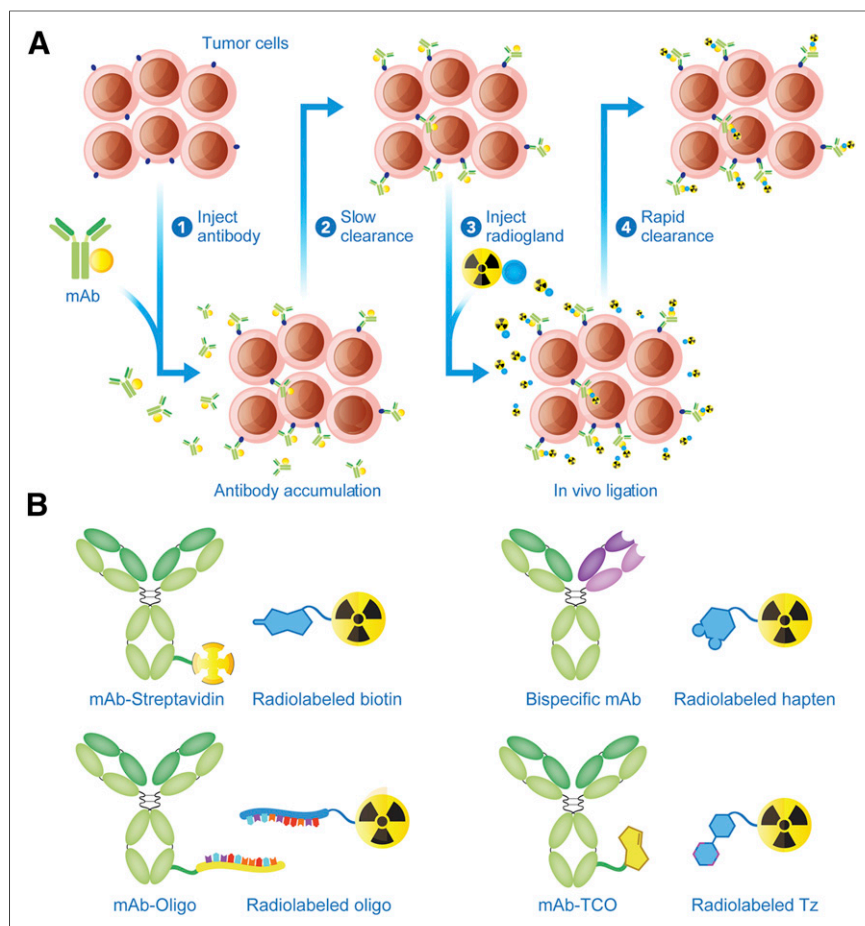 A
Tumor cells
1 Inject
antibody
2 Slow
clearance
3 Inject
radiogland
4 Rapid
clearance
mAb
Antibody accumulation
In vivo ligation
B
mAb-Streptavidin
Radiolabeled biotin
Bispecific mAb
Radiolabeled hapten
mAb-Oligo
Radiolabeled oligo
mAb-TCO
Radiolabeled Tz